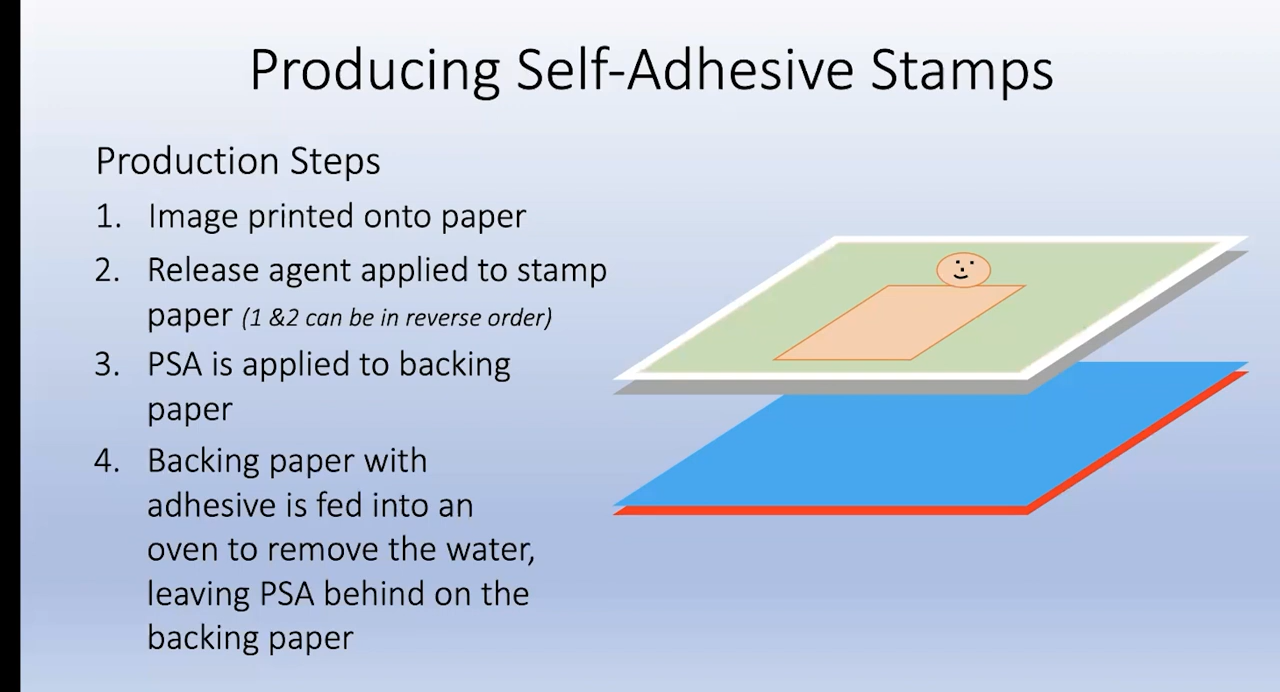 Producing Self-Adhesive Stamps
Production Steps
1. Image printed onto paper
2. Release agent applied to stamp
paper (1 &2 can be in reverse order)
3. PSA is applied to backing
paper
4. Backing paper with
adhesive is fed into an
oven to remove the water,
leaving PSA behind on the
backing paper